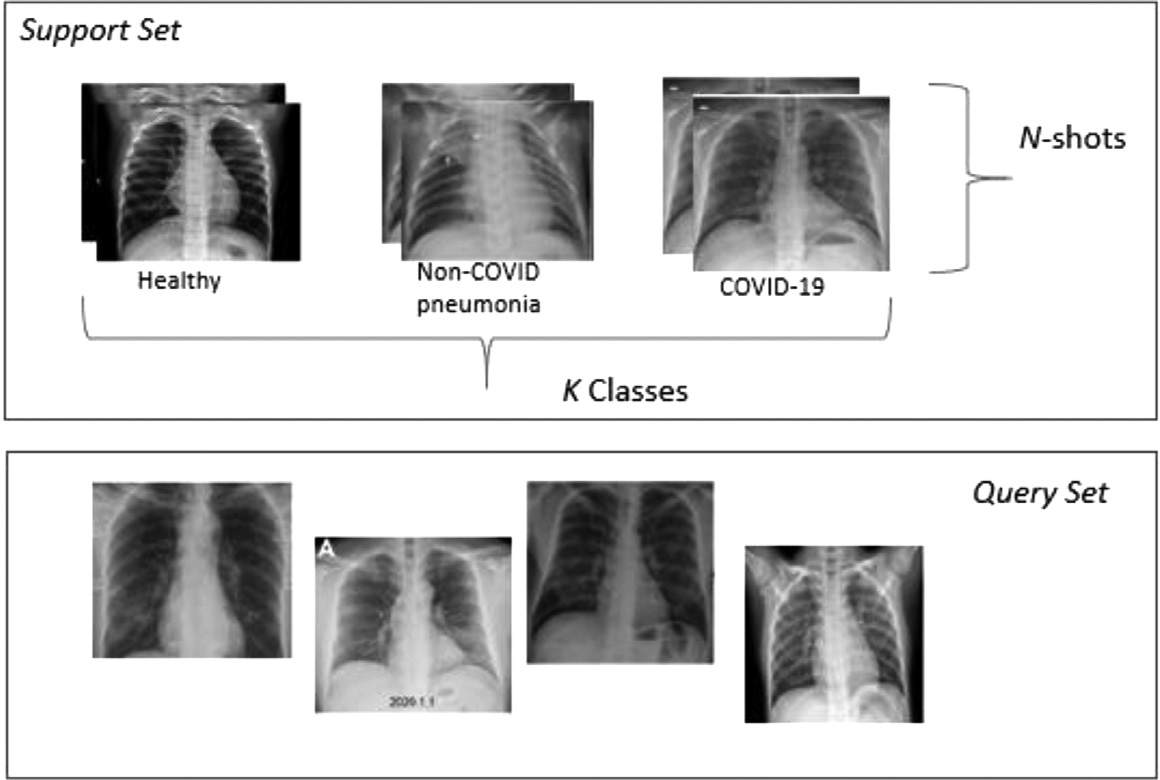 Support Set
N-shots
Healthy
Non-COVID
pneumonia
COVID-19
K Classes
Query Set
A
2020.1.1